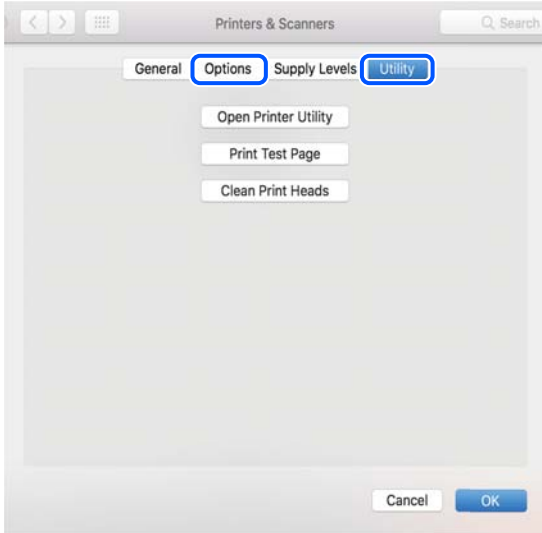 Printers & Scanners
Search
General Options Supply Levels Utility
Open Printer Utility
Print Test Page
Clean Print Heads
Cancel OK